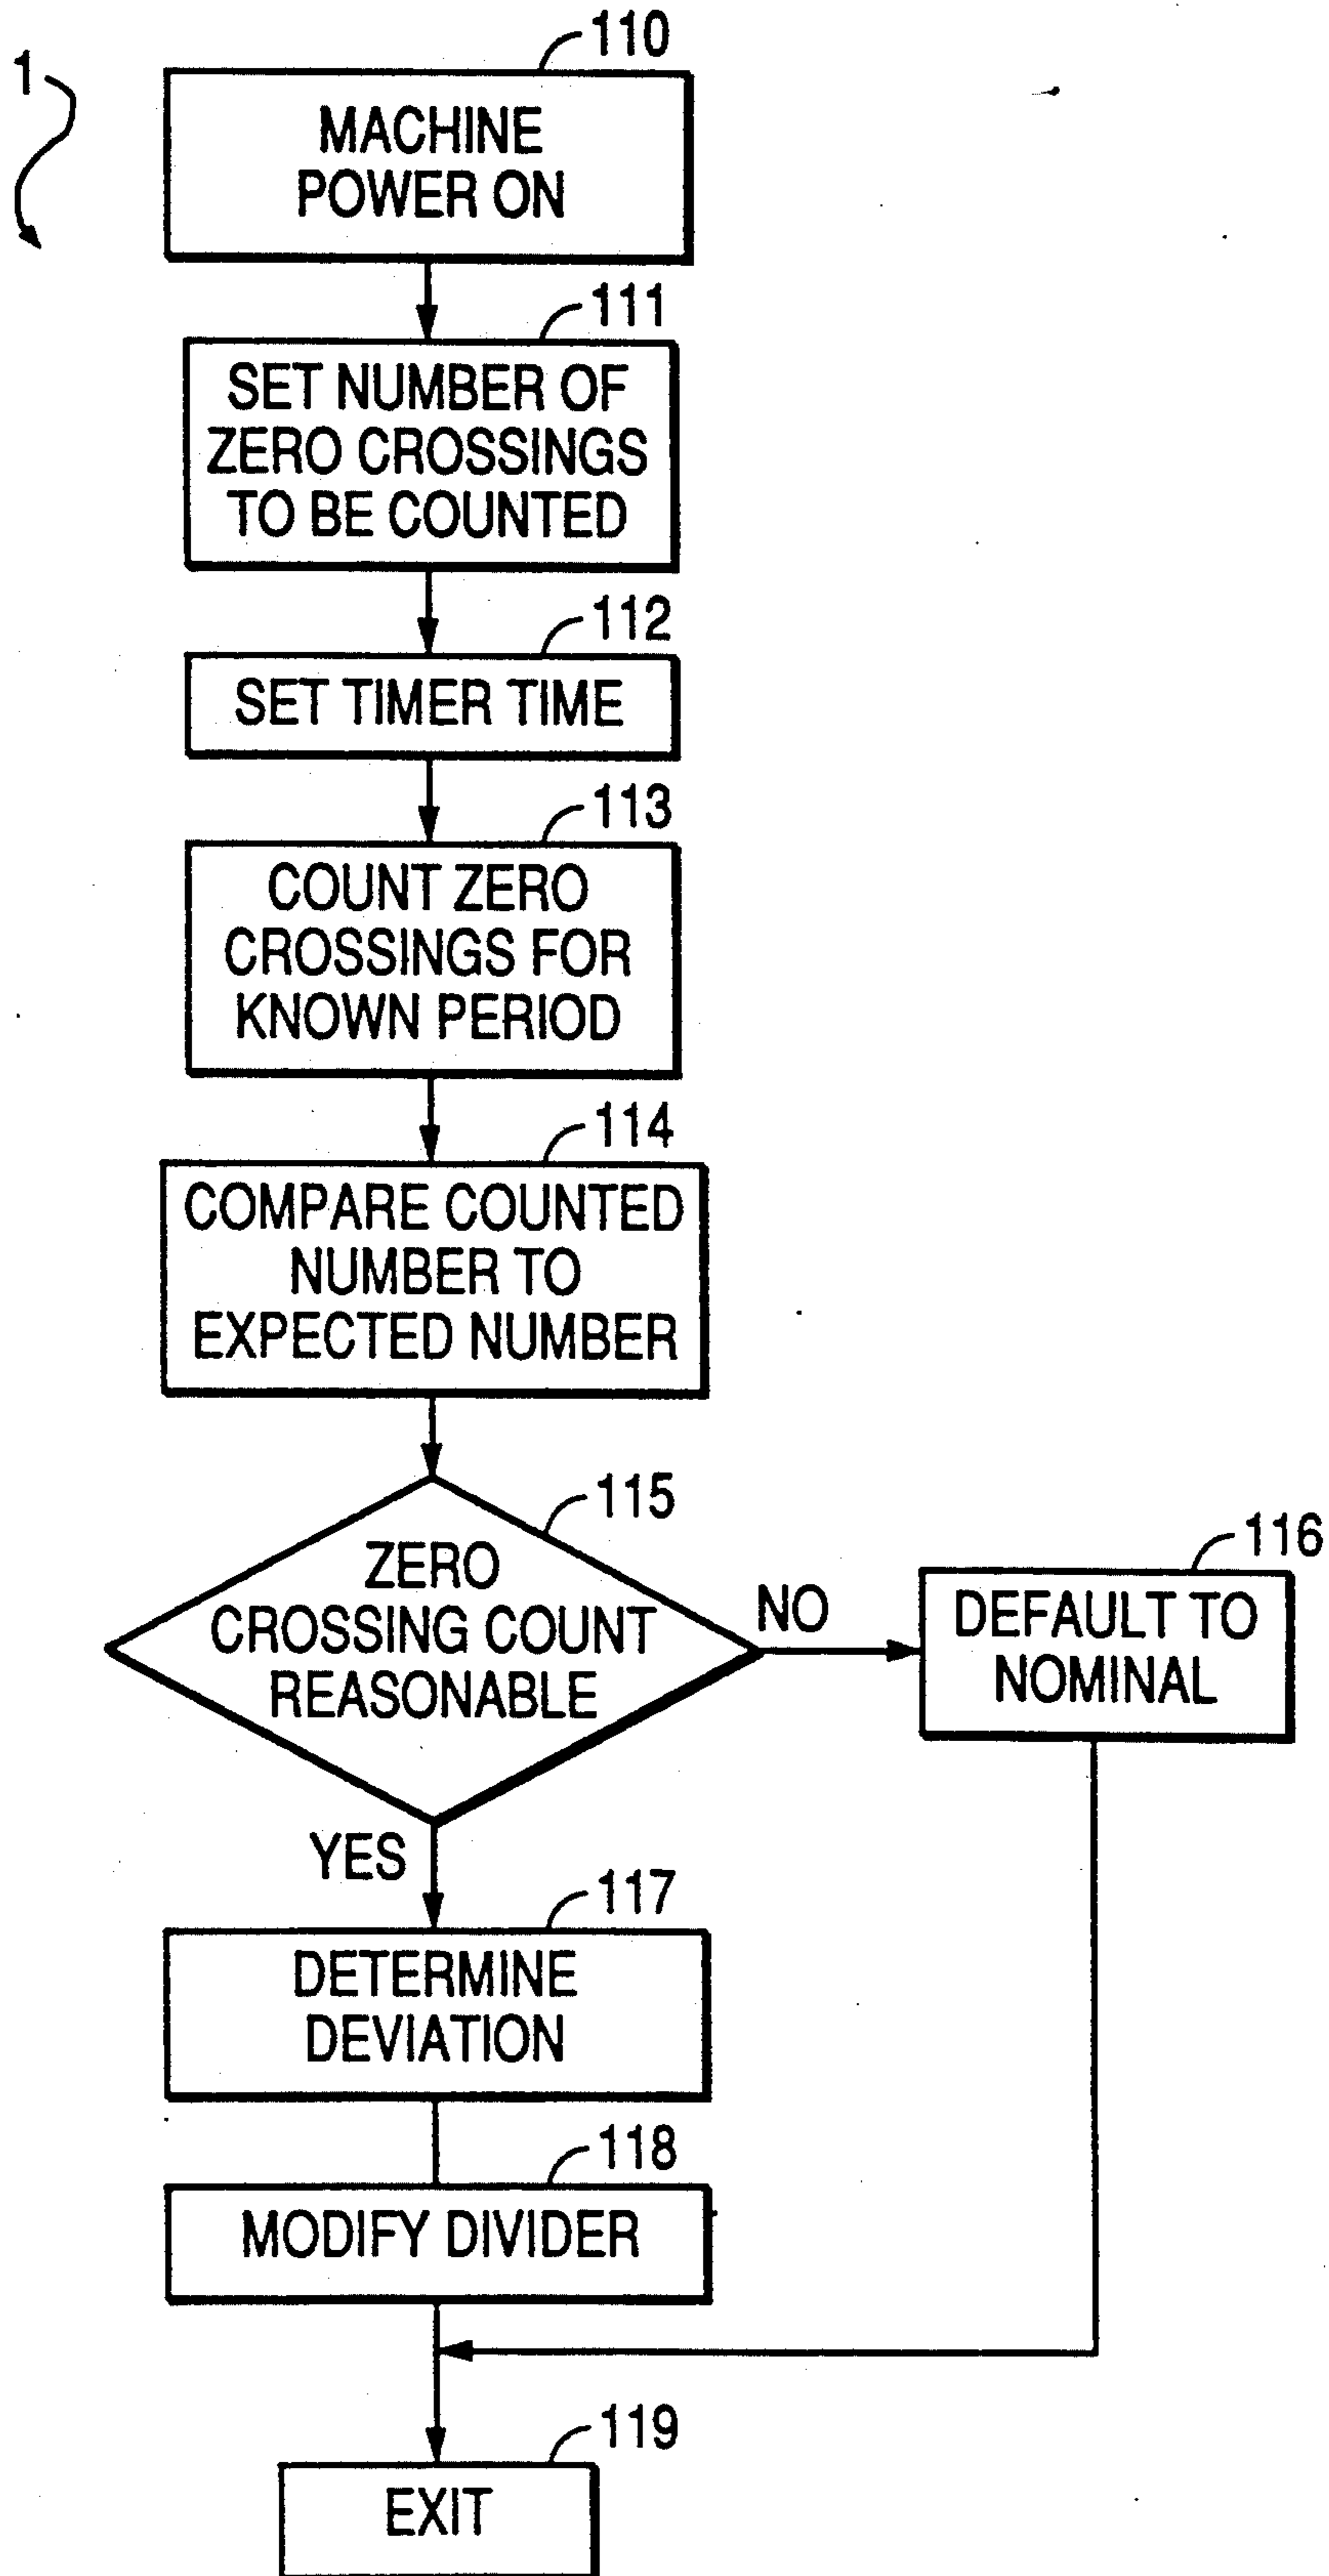 1
110
MACHINE
POWER ON
111
SET NUMBER OF
ZERO CROSSINGS
TO BE COUNTED
112
SET TIMER TIME
113
COUNT ZERO
CROSSINGS FOR
KNOWN PERIOD
114
COMPARE COUNTED
NUMBER TO
EXPECTED NUMBER
115
ZERO
CROSSING COUNT
REASONABLE
NO
116
DEFAULT TO
NOMINAL
YES
117
DETERMINE
DEVIATION
118
MODIFY DIVIDER
119
EXIT